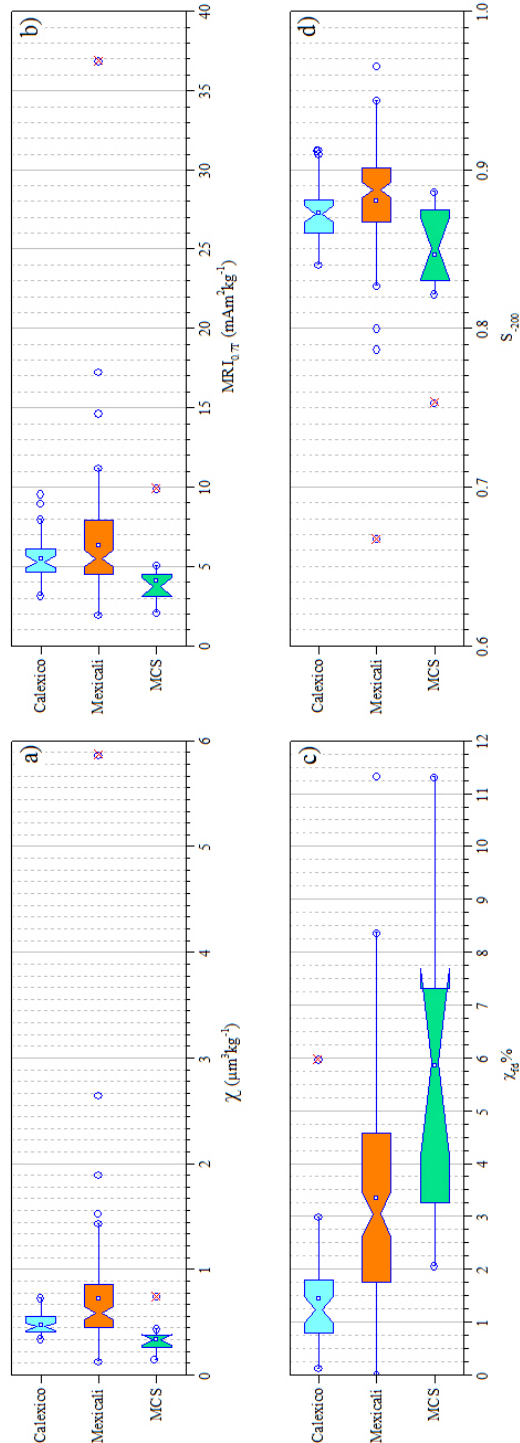 a)
Calexico
Mexicali
MCS
0 1 2 3 4 5 6
χ (μm³kg⁻¹)
b)
Calexico
Mexicali
MCS
0 5 10 15 20 25 30 35 40
MRI₀.₇T (mAm²kg⁻¹)
c)
Calexico
Mexicali
MCS
0 1 2 3 4 5 6 7 8 9 10 11 12
χfd%
d)
Calexico
Mexicali
MCS
0.6 0.7 0.8 0.9 1.0
S₋₂₀₀